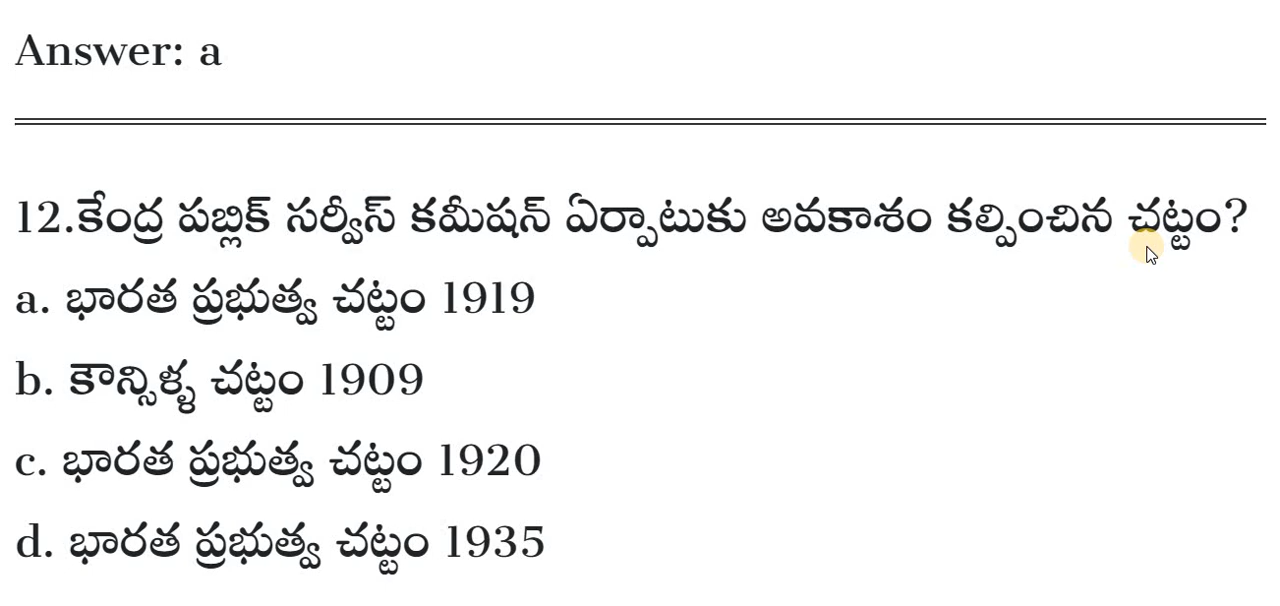 Answer: a
12.కేంద్ర పబ్లిక్ సర్వీస్ కమీషన్ ఏర్పాటుకు అవకాశం కల్పించిన చట్టం?
a. భారత ప్రభుత్వ చట్టం 1919
b. కౌన్సిళ్ళ చట్టం 1909
c. భారత ప్రభుత్వ చట్టం 1920
d. భారత ప్రభుత్వ చట్టం 1935